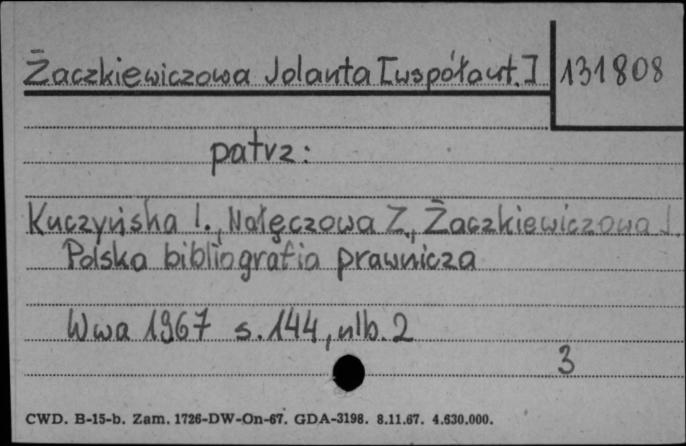 Żaczkiewiczowa Jolanta [współaut.] 131808
patrz:
Kuczyńska I., Nałęczowa Z., Żaczkiewiczowa J.
Polska bibliografia prawnicza
Wwa 1967 s. 144, nlb. 2
3
CWD. B-15-b. Zam. 1726-DW-On-67. GDA-3198. 8.11.67. 4.630.000.